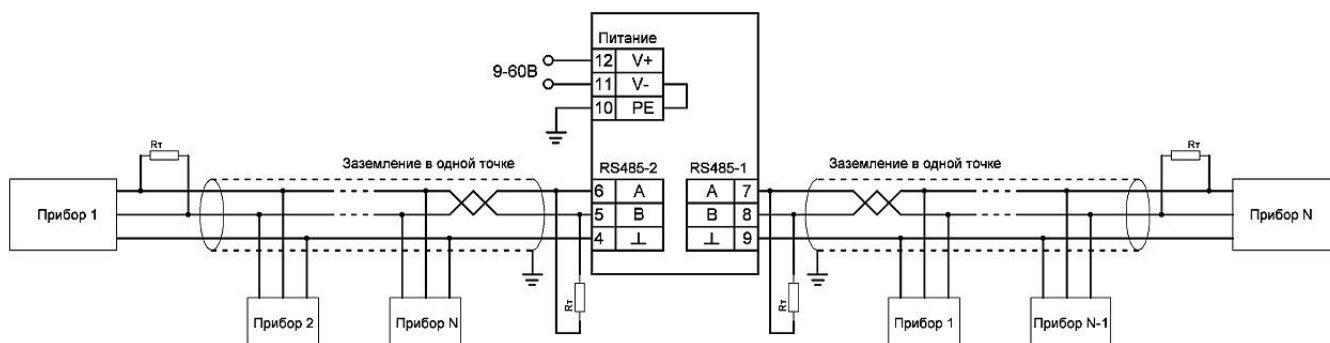 Питание
12 V+
9-60В
11 V-
10 PE
Rт
Rт
Заземление в одной точке
RS485-2
RS485-1
Заземление в одной точке
6 A
A 7
Прибор 1
5 B
B 8
Прибор N
4 ⊥
⊥ 9
Rт
Rт
Прибор 2
Прибор N
Прибор 1
Прибор N-1